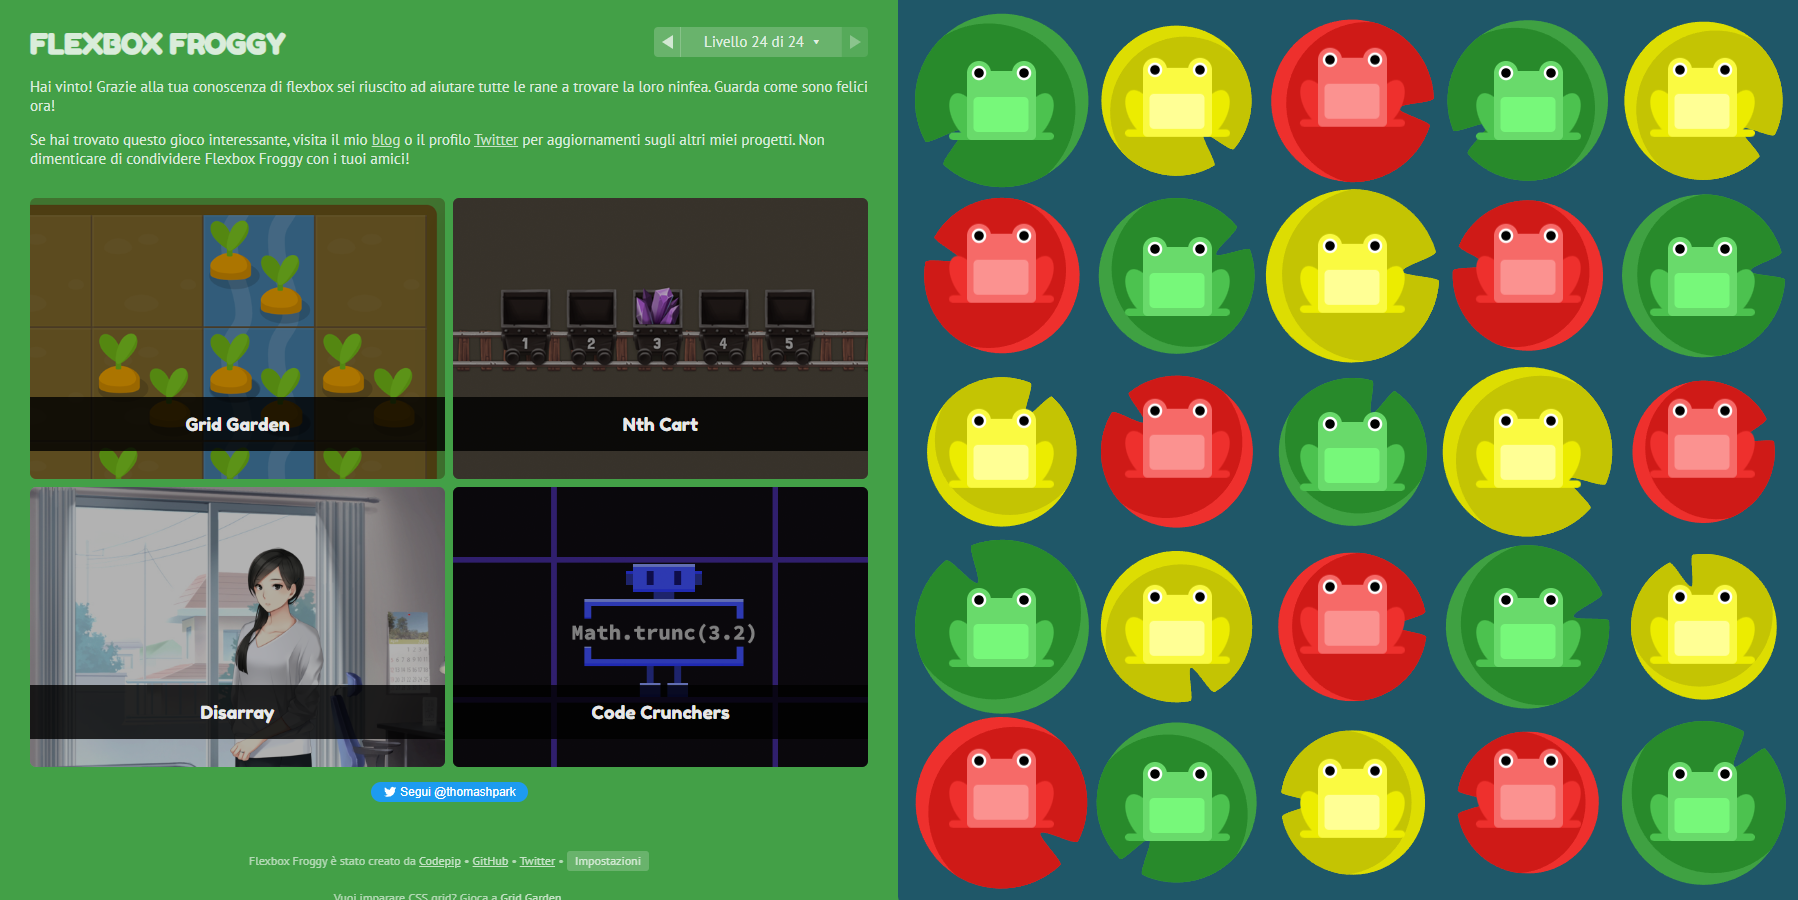 FLEXBOX FROGGY
Livello 24 di 24
Hai vinto! Grazie alla tua conoscenza di flexbox sei riuscito ad aiutare tutte le rane a trovare la loro ninfea. Guarda come sono felici
ora!
Se hai trovato questo gioco interessante, visita il mio blog o il profilo Twitter per aggiornamenti sugli altri miei progetti. Non
dimenticare di condividere Flexbox Froggy con i tuoi amici!
1 2 3 4 5
Grid Garden
Nth Cart
Math.trunc(3.2)
Disarray
Code Crunchers
Segui @thomashpark
Flexbox Froggy è stato creato da Codepip • GitHub • Twitter • Impostazioni
Vuoi imparare CSS grid? Gioca a Grid Garden.